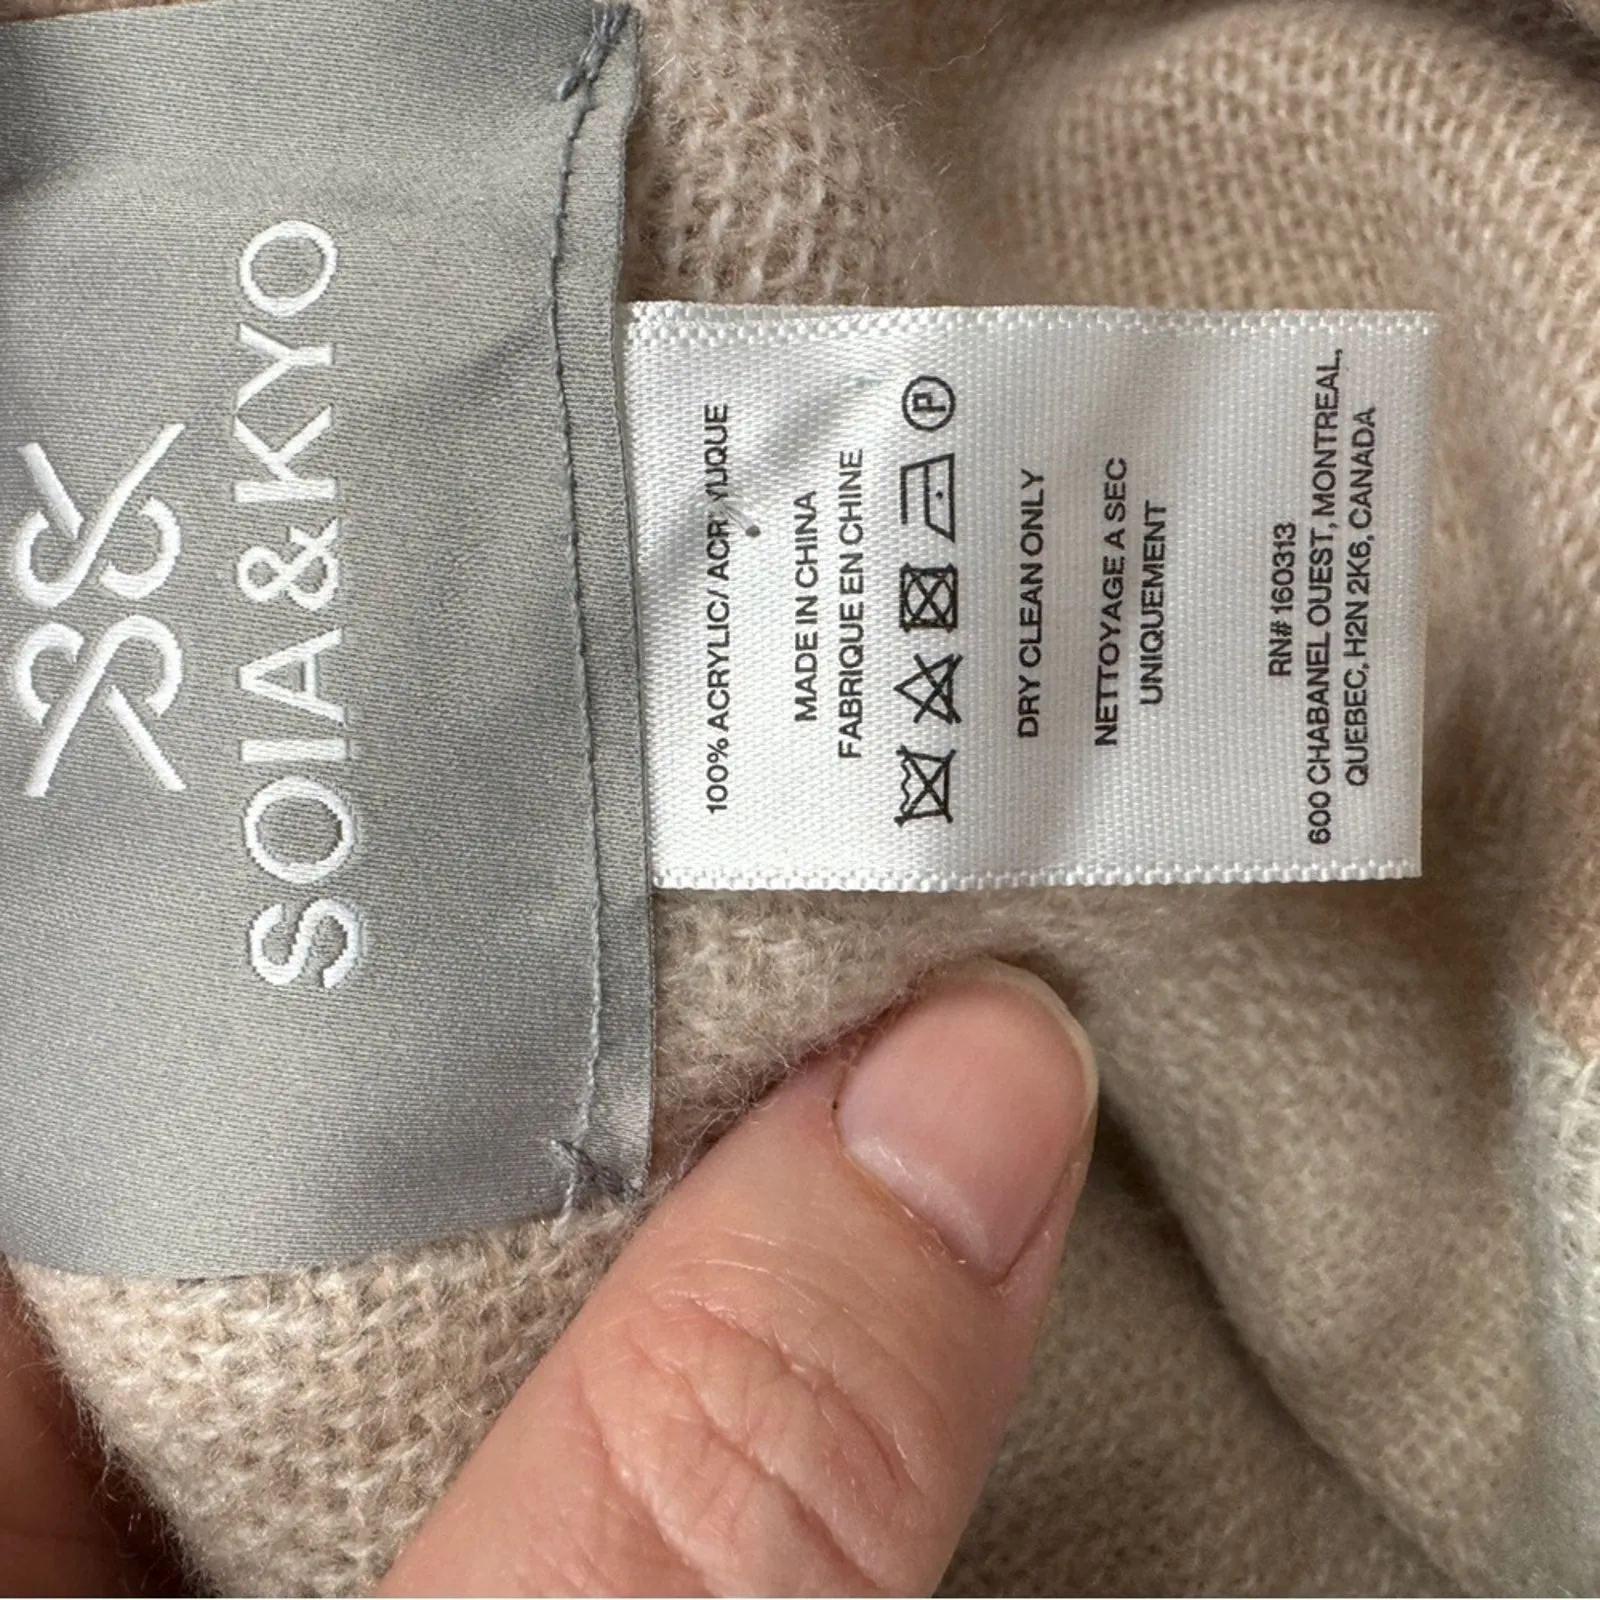 SOIA & KYO
100% ACRYLIC/ ACRYLIQUE
MADE IN CHINA
FABRIQUE EN CHINE
P
DRY CLEAN ONLY
NETTOYAGE A SEC
UNIQUEMENT
RN# 160313
600 CHABANEL OUEST, MONTREAL,
QUEBEC, H2N 2K6, CANADA